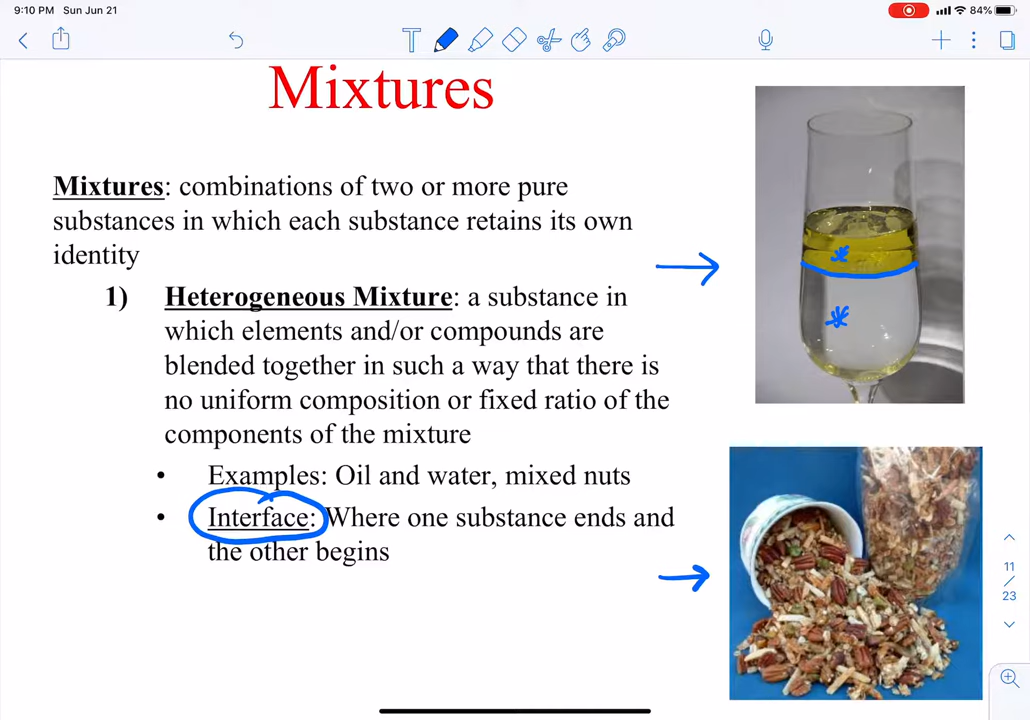 9:10 PM Sun Jun 21
84%
T
Mixtures
Mixtures: combinations of two or more pure
substances in which each substance retains its own
identity
1) Heterogeneous Mixture: a substance in
which elements and/or compounds are
blended together in such a way that there is
no uniform composition or fixed ratio of the
components of the mixture
• Examples: Oil and water, mixed nuts
• Interface: Where one substance ends and
the other begins
11
/
23